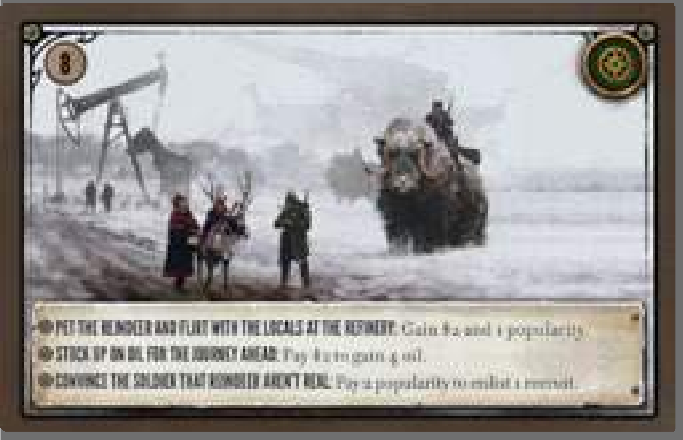 8
PET THE REINDEER AND FLIRT WITH THE LOCALS AT THE REFINERY: Gain $2 and 1 popularity.
STOCK UP ON OIL FOR THE JOURNEY AHEAD: Pay $2 to gain 4 oil.
CONVINCE THE SOLDIER THAT REINDEER AREN'T REAL: Pay 2 popularity to enlist 1 recruit.